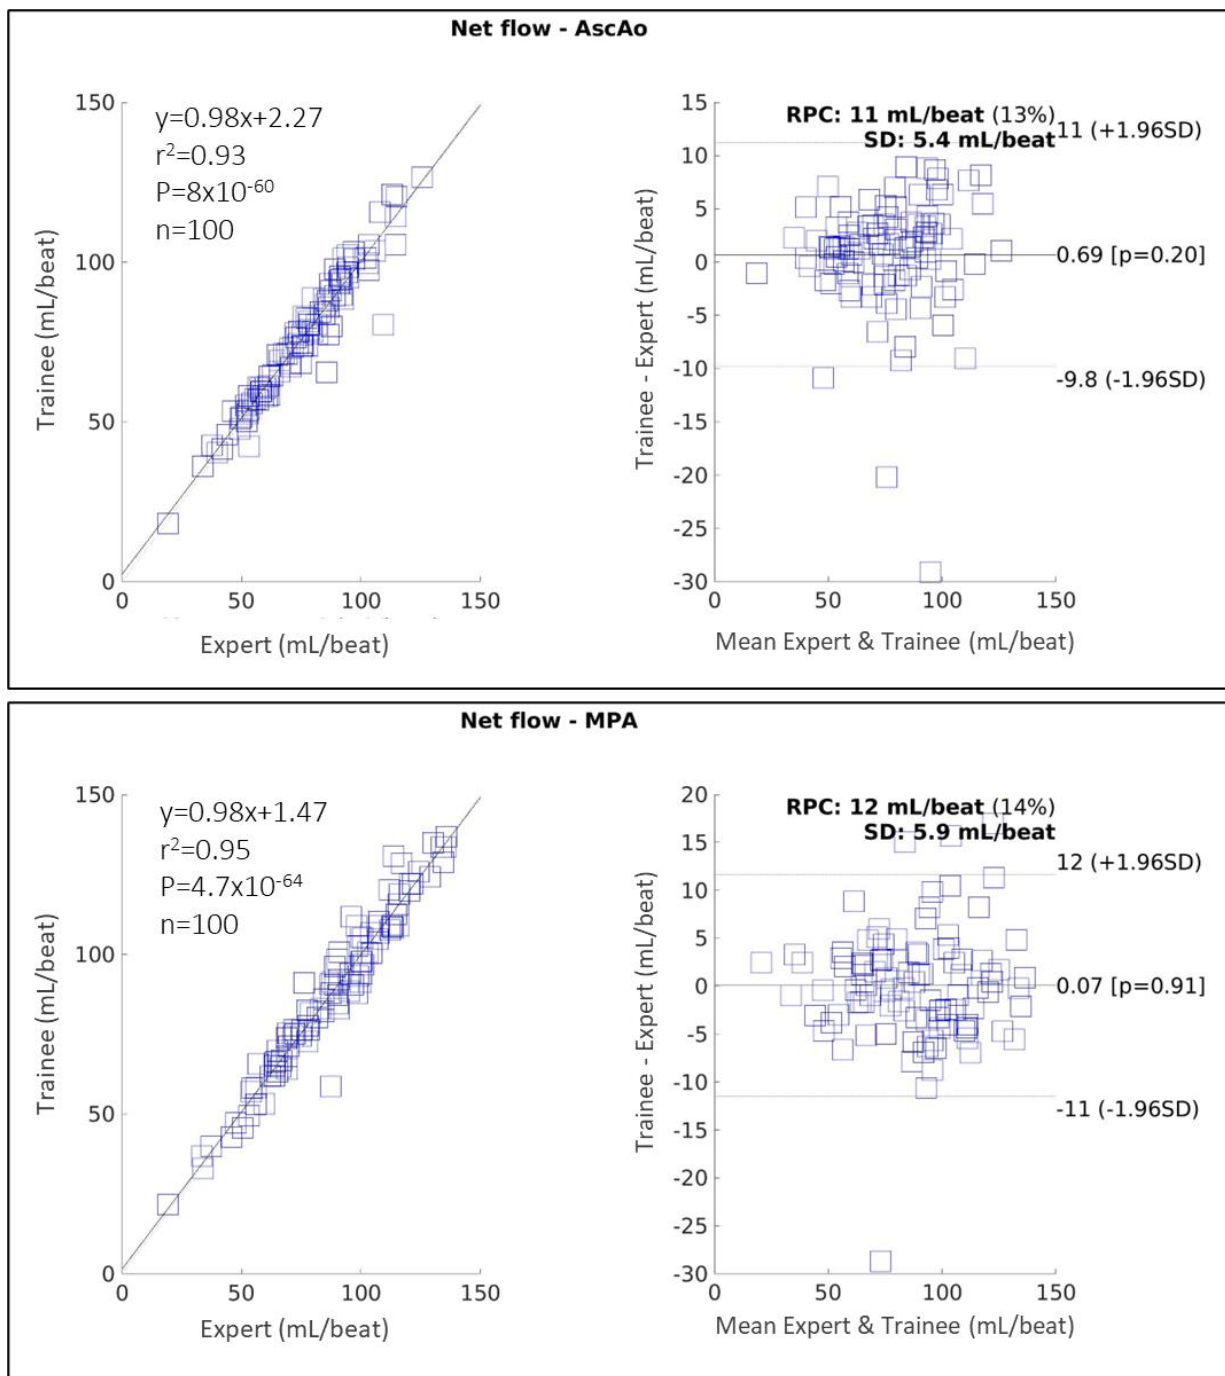 Net flow - AscAo
y=0.98x+2.27
r²=0.93
P=8x10⁻⁶⁰
n=100
150
100
50
0
0 50 100 150
Trainee (mL/beat)
Expert (mL/beat)
RPC: 11 mL/beat (13%)
SD: 5.4 mL/beat
11 (+1.96SD)
0.69 [p=0.20]
-9.8 (-1.96SD)
15
10
5
0
-5
-10
-15
-20
-25
-30
0 50 100 150
Trainee - Expert (mL/beat)
Mean Expert & Trainee (mL/beat)
Net flow - MPA
y=0.98x+1.47
r²=0.95
P=4.7x10⁻⁶⁴
n=100
150
100
50
0
0 50 100 150
Trainee (mL/beat)
Expert (mL/beat)
RPC: 12 mL/beat (14%)
SD: 5.9 mL/beat
12 (+1.96SD)
0.07 [p=0.91]
-11 (-1.96SD)
20
15
10
5
0
-5
-10
-15
-20
-25
-30
0 50 100 150
Trainee - Expert (mL/beat)
Mean Expert & Trainee (mL/beat)